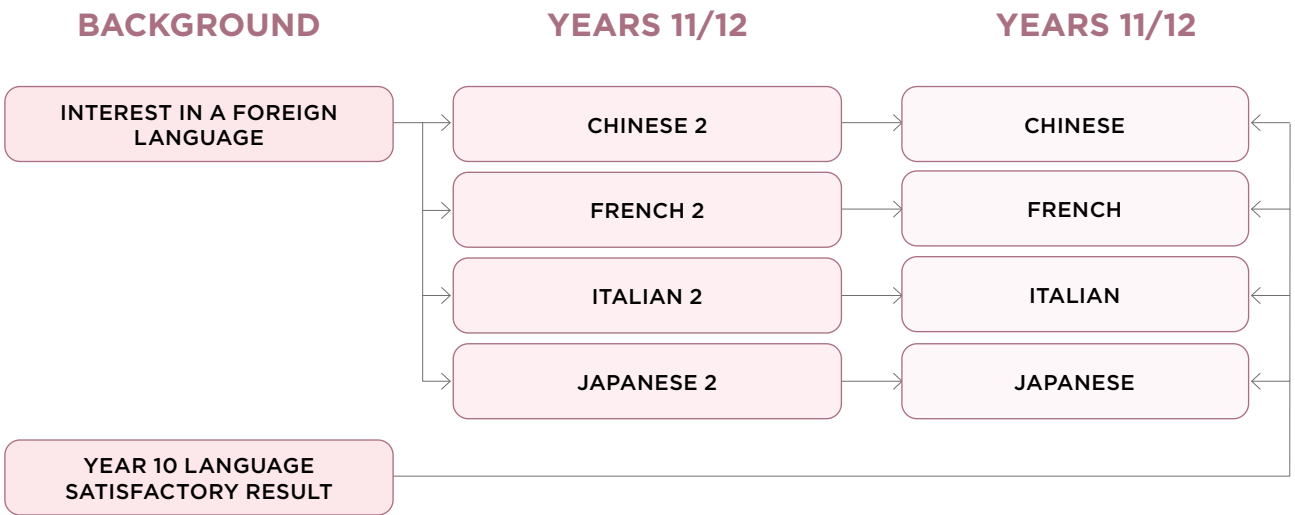 BACKGROUND
YEARS 11/12
YEARS 11/12
INTEREST IN A FOREIGN
LANGUAGE
CHINESE 2
CHINESE
FRENCH 2
FRENCH
ITALIAN 2
ITALIAN
JAPANESE 2
JAPANESE
YEAR 10 LANGUAGE
SATISFACTORY RESULT